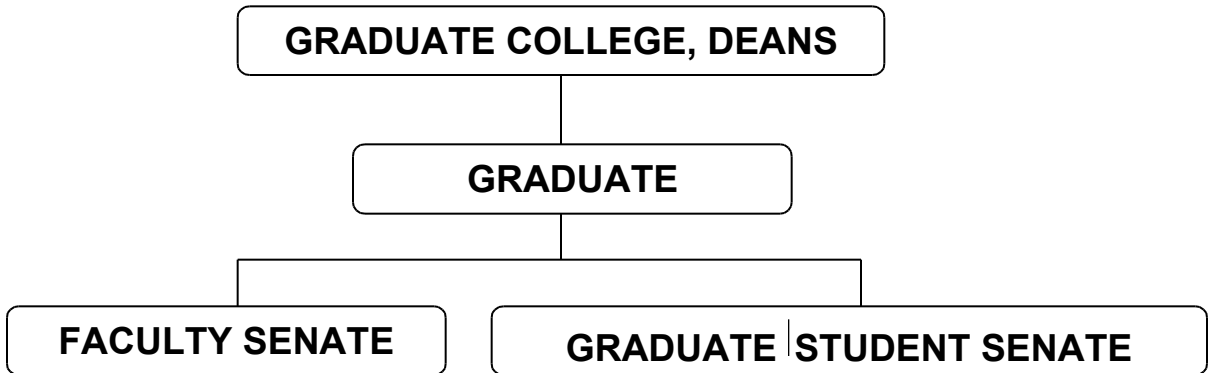 GRADUATE COLLEGE, DEANS
GRADUATE
FACULTY SENATE
GRADUATE STUDENT SENATE